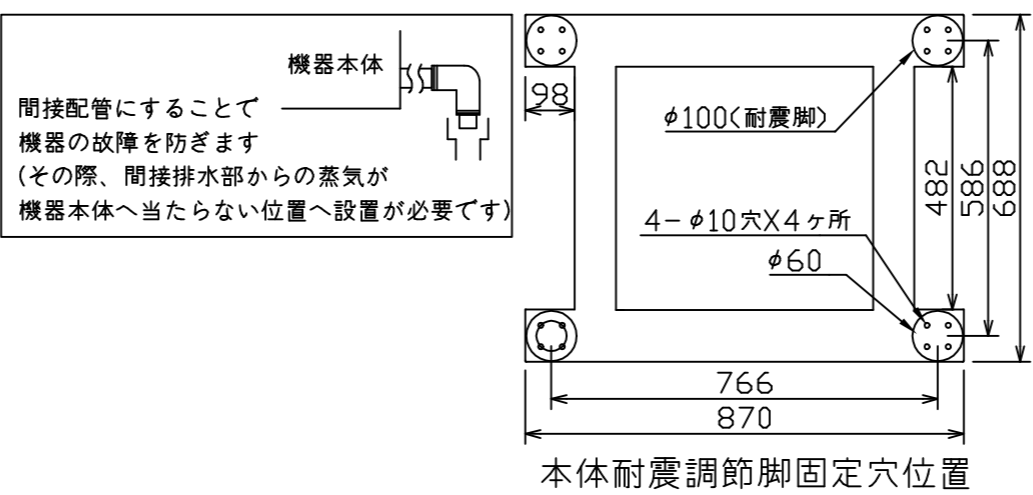 機器本体
間接配管にすることで
機器の故障を防ぎます
(その際、間接排水部からの蒸気が
機器本体へ当たらない位置へ設置が必要です)
98
φ100(耐震脚)
482
586
688
4-φ10穴X4ヶ所
φ60
766
870
本体耐震調節脚固定穴位置